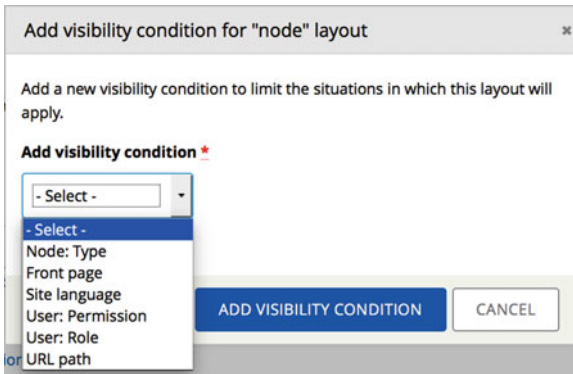 Add visibility condition for "node" layout
Add a new visibility condition to limit the situations in which this layout will
apply.
Add visibility condition *
- Select -
- Select -
Node: Type
Front page
Site language
User: Permission
User: Role
URL path
ADD VISIBILITY CONDITION
CANCEL